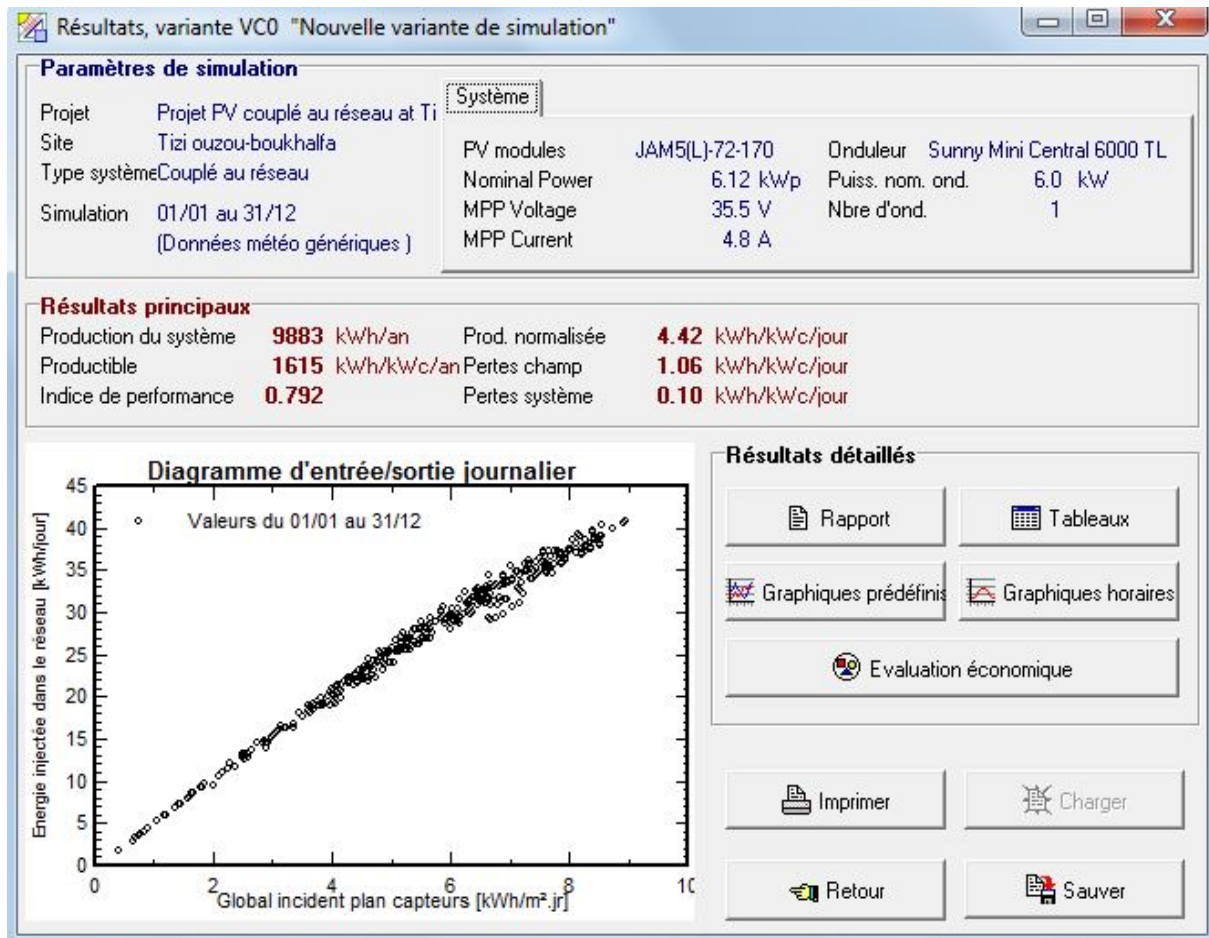 Résultats, variante VC0 "Nouvelle variante de simulation"
Paramètres de simulation
Projet Projet PV couplé au réseau at Ti
Site Tizi ouzou-boukhalfa
Type système Couplé au réseau
Simulation 01/01 au 31/12
(Données météo génériques )
Système
PV modules JAM5(L)-72-170 Onduleur Sunny Mini Central 6000 TL
Nominal Power 6.12 kWp Puiss. nom. ond. 6.0 kW
MPP Voltage 35.5 V Nbre d'ond. 1
MPP Current 4.8 A
Résultats principaux
Production du système 9883 kWh/an Prod. normalisée 4.42 kWh/kWc/jour
Productible 1615 kWh/kWc/an Pertes champ 1.06 kWh/kWc/jour
Indice de performance 0.792 Pertes système 0.10 kWh/kWc/jour
Diagramme d'entrée/sortie journalier
Valeurs du 01/01 au 31/12
Energie injectée dans le réseau [kWh/jour]
45
40
35
30
25
20
15
10
5
0
0 2 4 6 8 10
Global incident plan capteurs [kWh/m².jr]
Résultats détaillés
Rapport Tableaux
Graphiques prédéfinis Graphiques horaires
Evaluation économique
Imprimer Charger
Retour Sauver